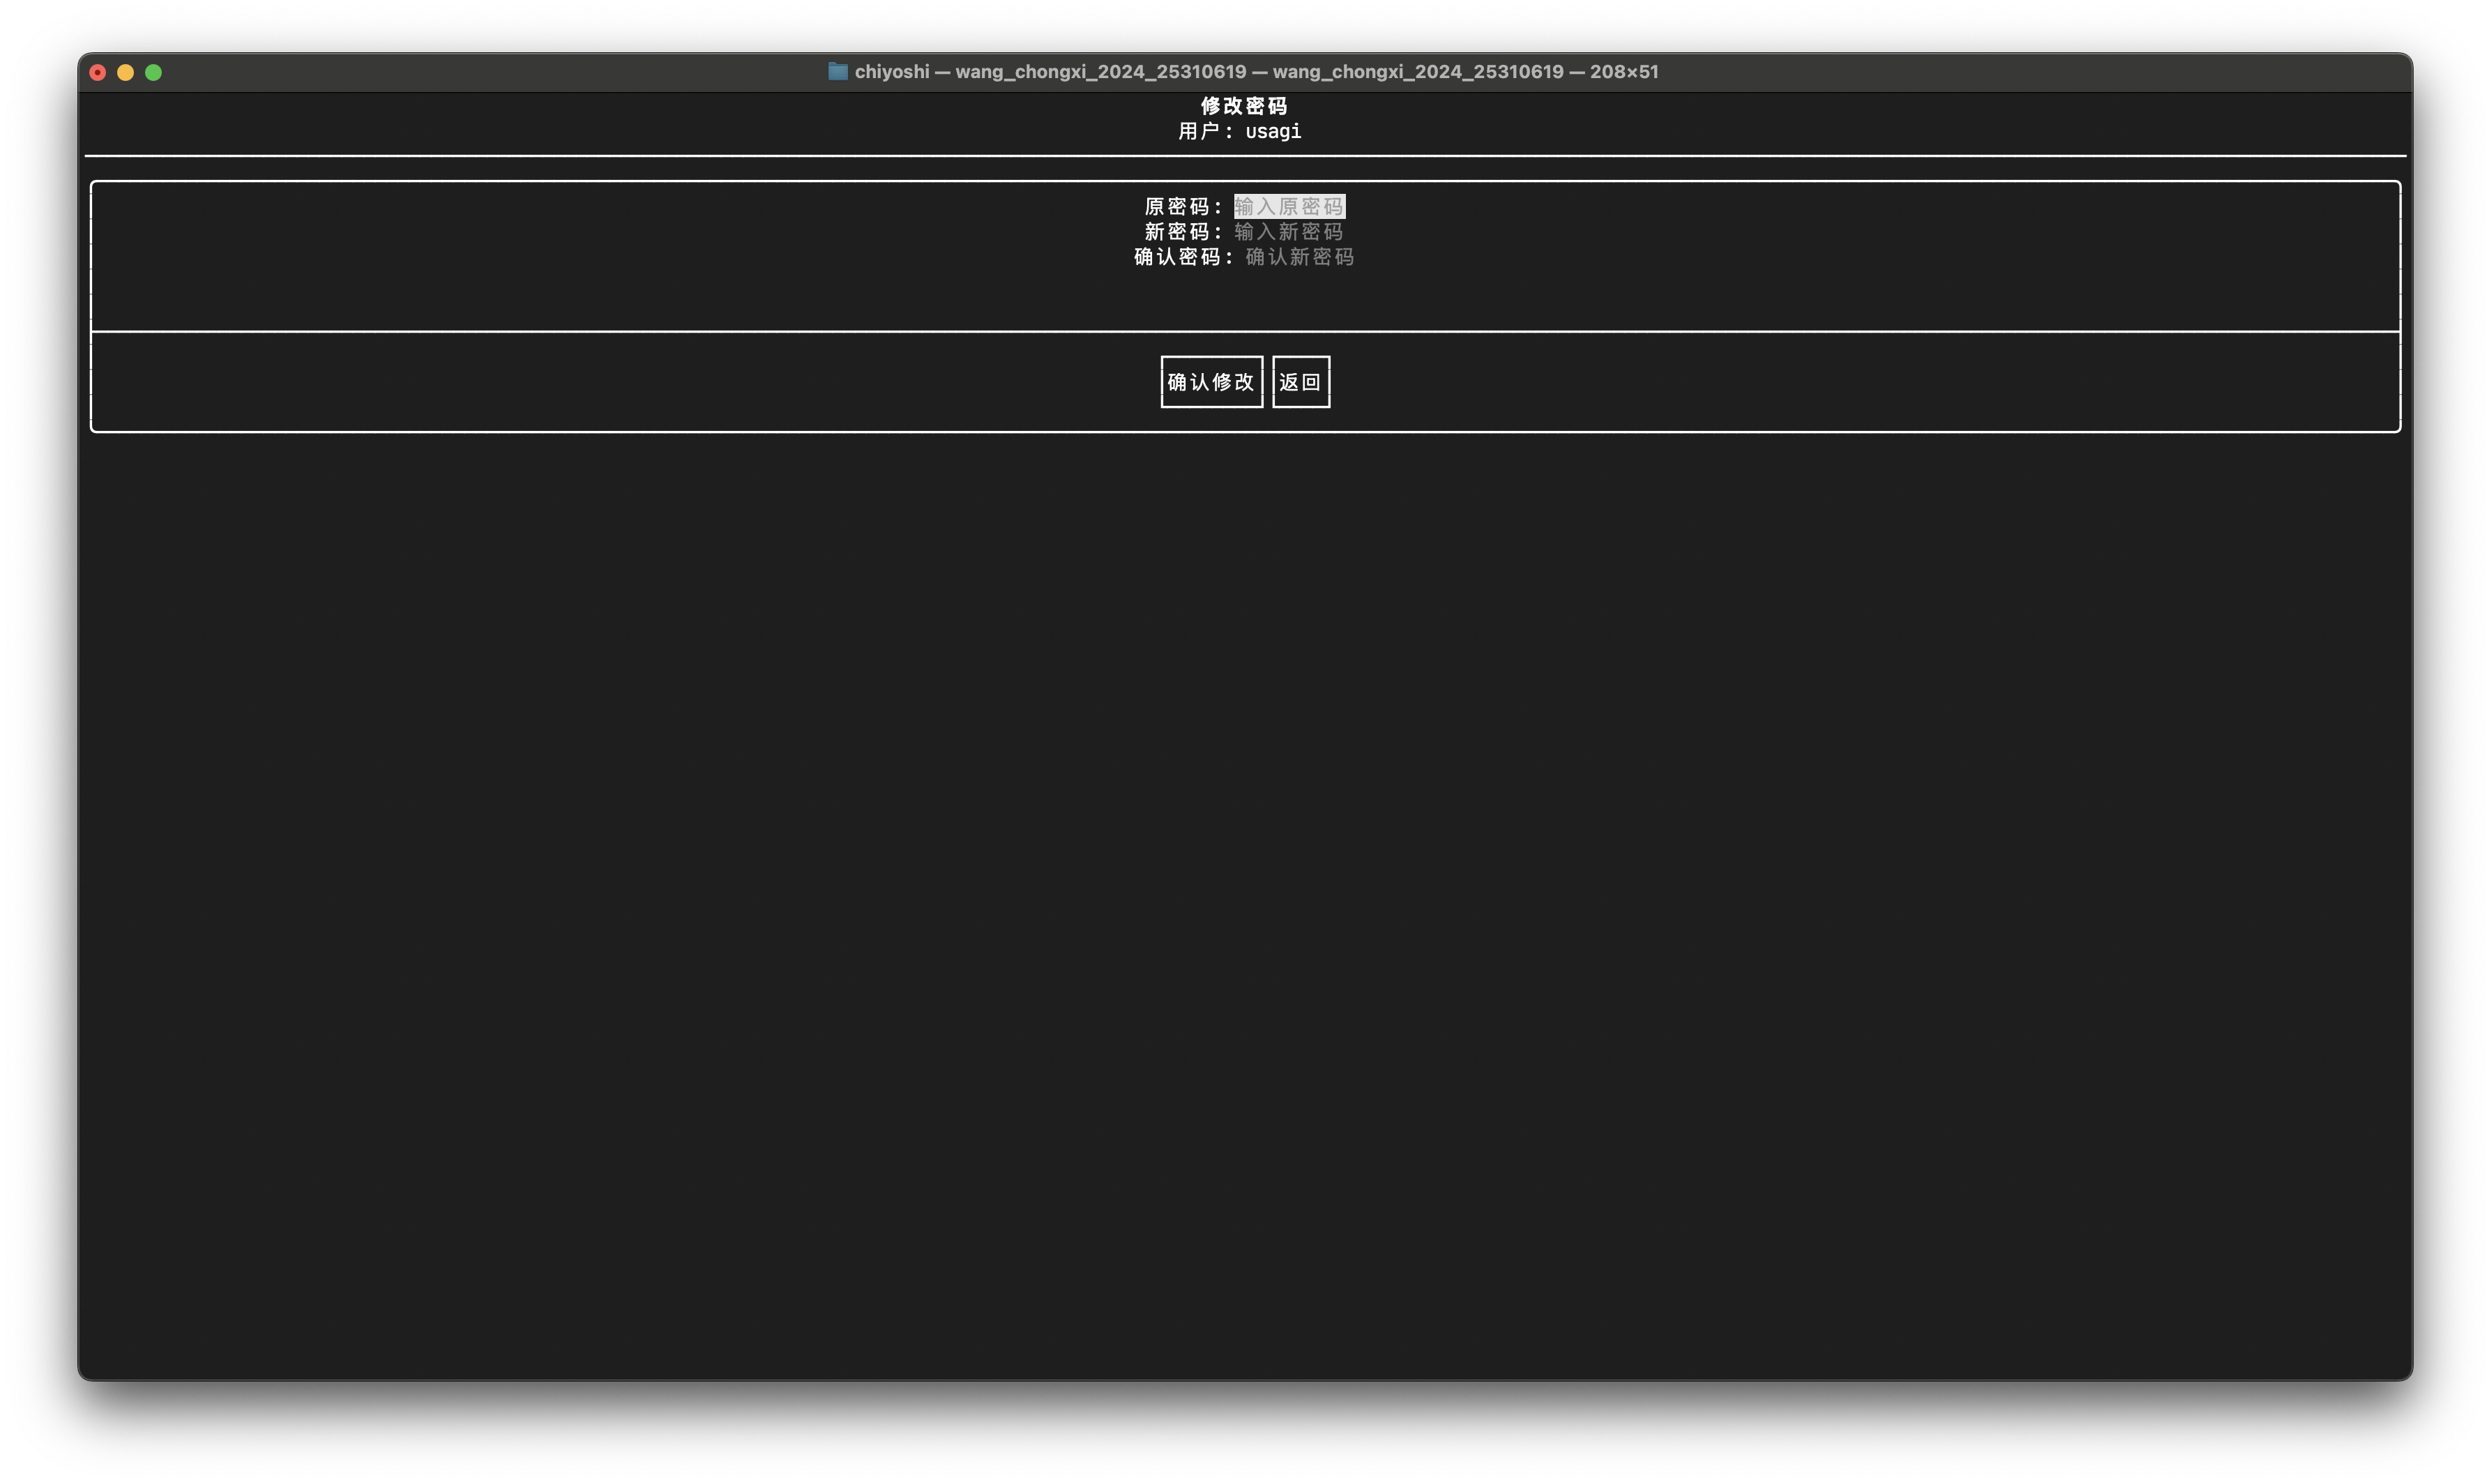 chiyoshi — wang_chongxi_2024_25310619 — wang_chongxi_2024_25310619 — 208×51
修改密码
用户：usagi
原密码：输入原密码
新密码：输入新密码
确认密码：确认新密码
确认修改 返回